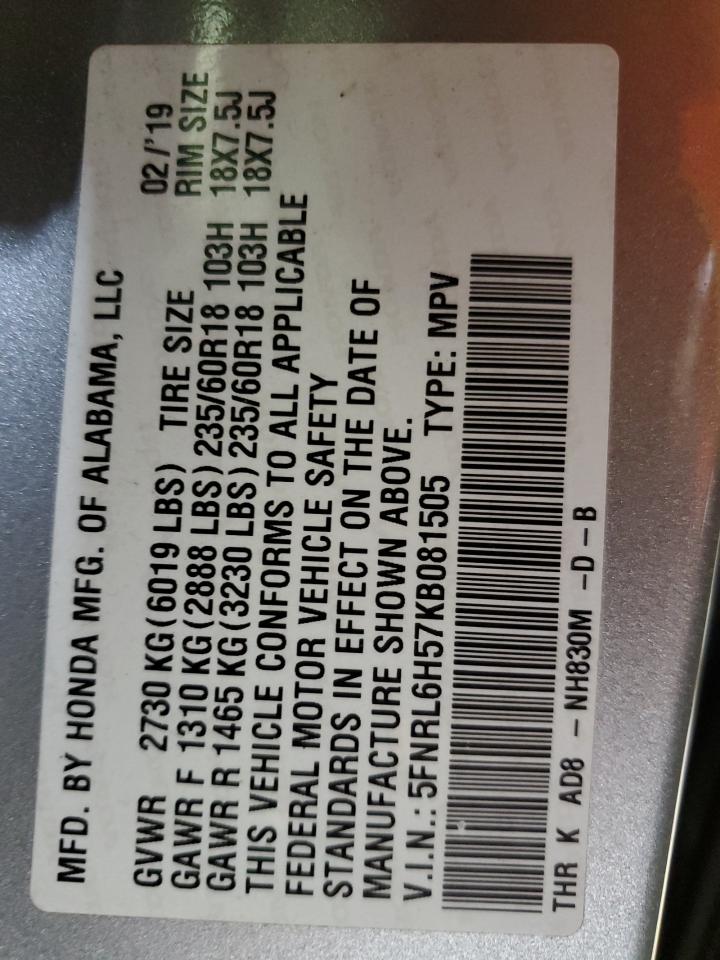 MFD. BY HONDA MFG. OF ALABAMA, LLC
02/'19
GVWR 2730 KG(6019 LBS) TIRE SIZE RIM SIZE
GAWR F 1310 KG(2888 LBS)235/60R18 103H 18X7.5J
GAWR R 1465 KG(3230 LBS)235/60R18 103H 18X7.5J
THIS VEHICLE CONFORMS TO ALL APPLICABLE
FEDERAL MOTOR VEHICLE SAFETY
STANDARDS IN EFFECT ON THE DATE OF
MANUFACTURE SHOWN ABOVE.
V.I.N.: 5FNRL6H57KB081505 TYPE: MPV
THR K AD8 - NH830M -D-B